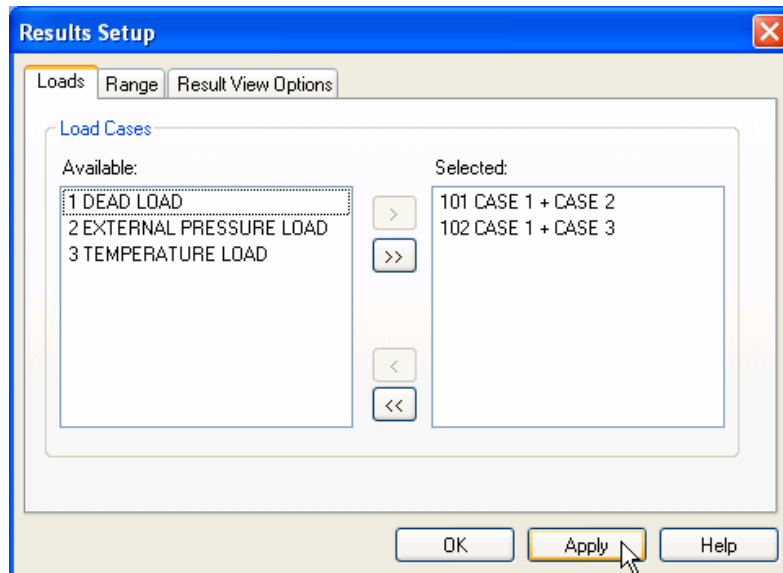 Results Setup
Loads Range Result View Options
Load Cases
Available: Selected:
1 DEAD LOAD
2 EXTERNAL PRESSURE LOAD
3 TEMPERATURE LOAD
>
>>
<
<<
101 CASE 1 + CASE 2
102 CASE 1 + CASE 3
OK Apply Help